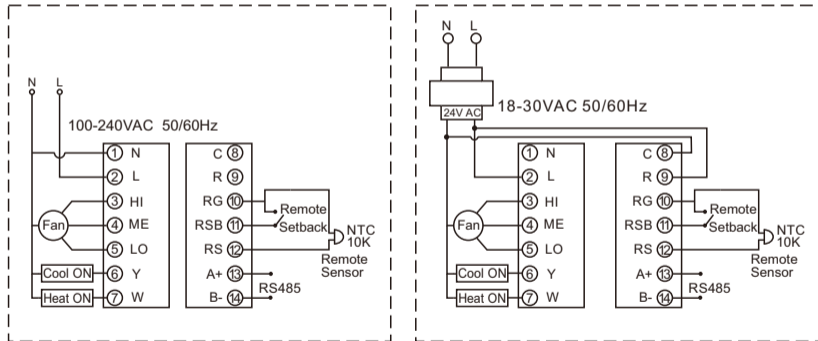 N L
100-240VAC 50/60Hz
① N
② L
③ HI
④ ME
⑤ LO
⑥ Y
⑦ W
Fan
Cool ON
Heat ON
C ⑧
R ⑨
RG ⑩
RSB ⑪
RS ⑫
A+ ⑬
B- ⑭
Remote
Setback
NTC
10K
Remote
Sensor
RS485
N L
24V AC
18-30VAC 50/60Hz
① N
② L
③ HI
④ ME
⑤ LO
⑥ Y
⑦ W
Fan
Cool ON
Heat ON
C ⑧
R ⑨
RG ⑩
RSB ⑪
RS ⑫
A+ ⑬
B- ⑭
Remote
Setback
NTC
10K
Remote
Sensor
RS485